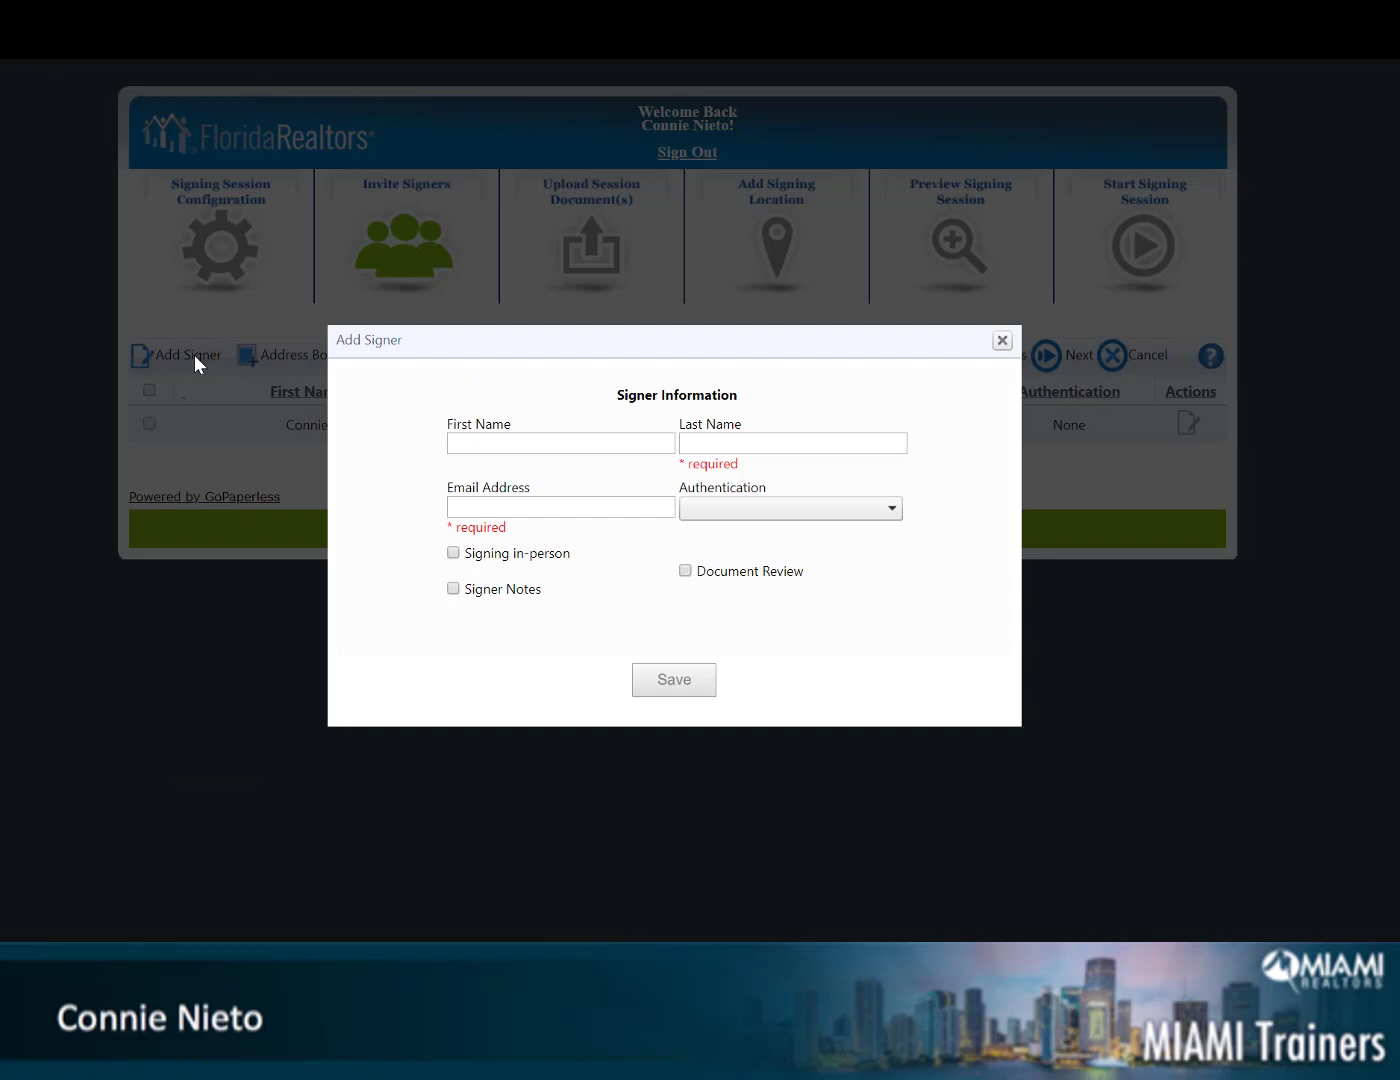 FloridaRealtors®
Welcome Back
Connie Nieto!
Sign Out
Signing Session
Configuration
Invite Signers
Upload Session
Document(s)
Add Signing
Location
Preview Signing
Session
Start Signing
Session
Add Signer
Address Bo
s
Next
Cancel
?
First Nar
Authentication
Actions
Connie
None
Add Signer
Signer Information
First Name
Last Name
* required
Email Address
Authentication
* required
Signing in-person
Document Review
Signer Notes
Save
Powered by GoPaperless
Connie Nieto
MIAMI
REALTORS
MIAMI Trainers